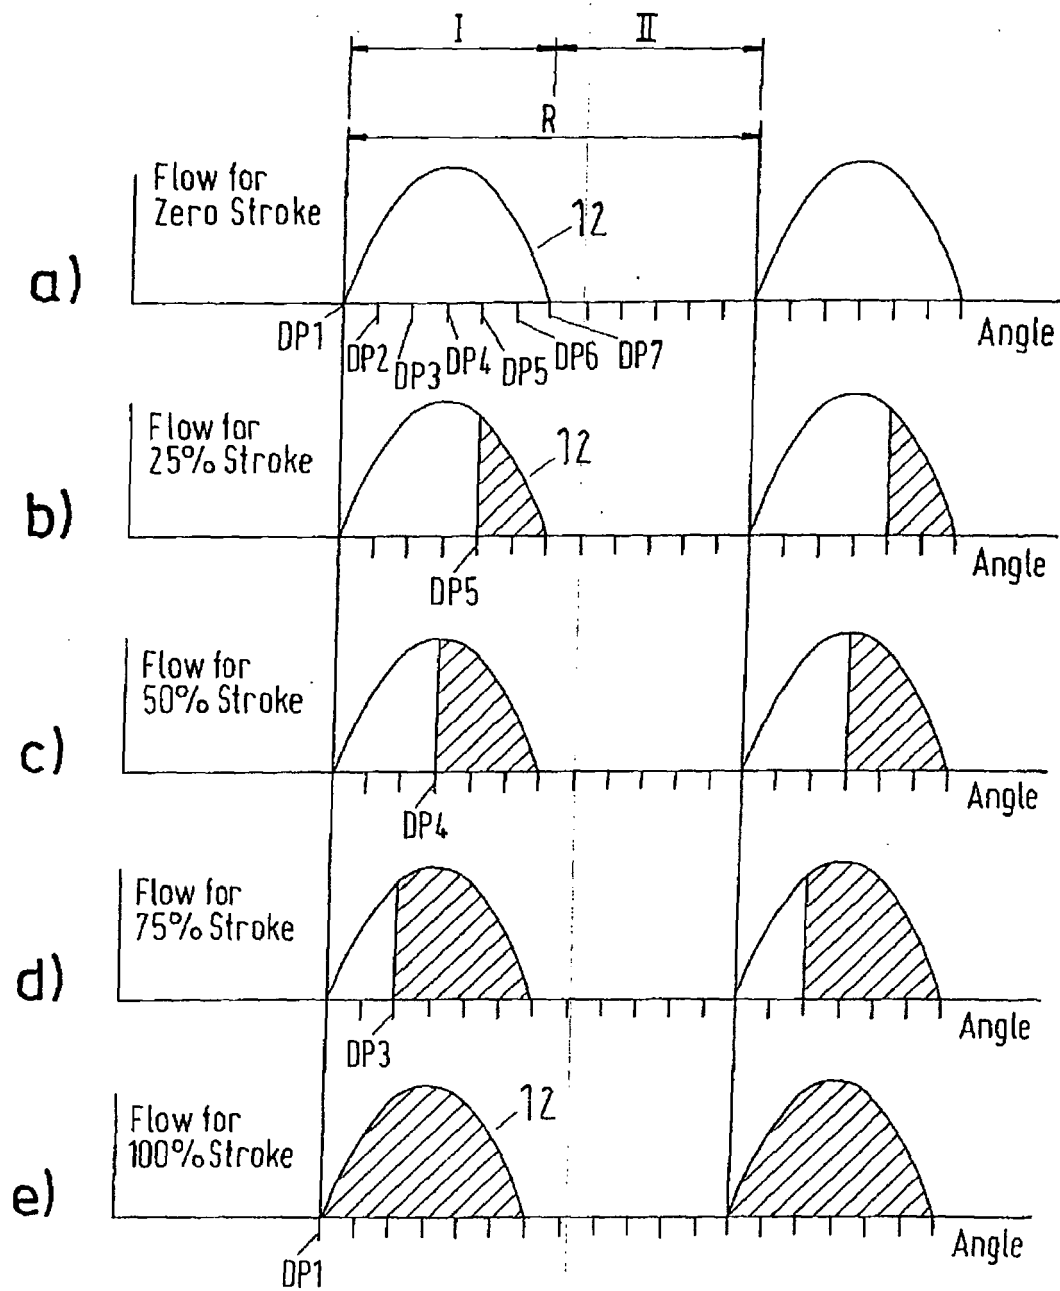 I II
R
Flow for
Zero Stroke
12
a)
DP1 DP2 DP3 DP4 DP5 DP6 DP7 Angle
Flow for
25% Stroke
12
b)
DP5 Angle
Flow for
50% Stroke
c)
DP4 Angle
Flow for
75% Stroke
d)
DP3 Angle
Flow for
100% Stroke
12
e)
DP1 Angle